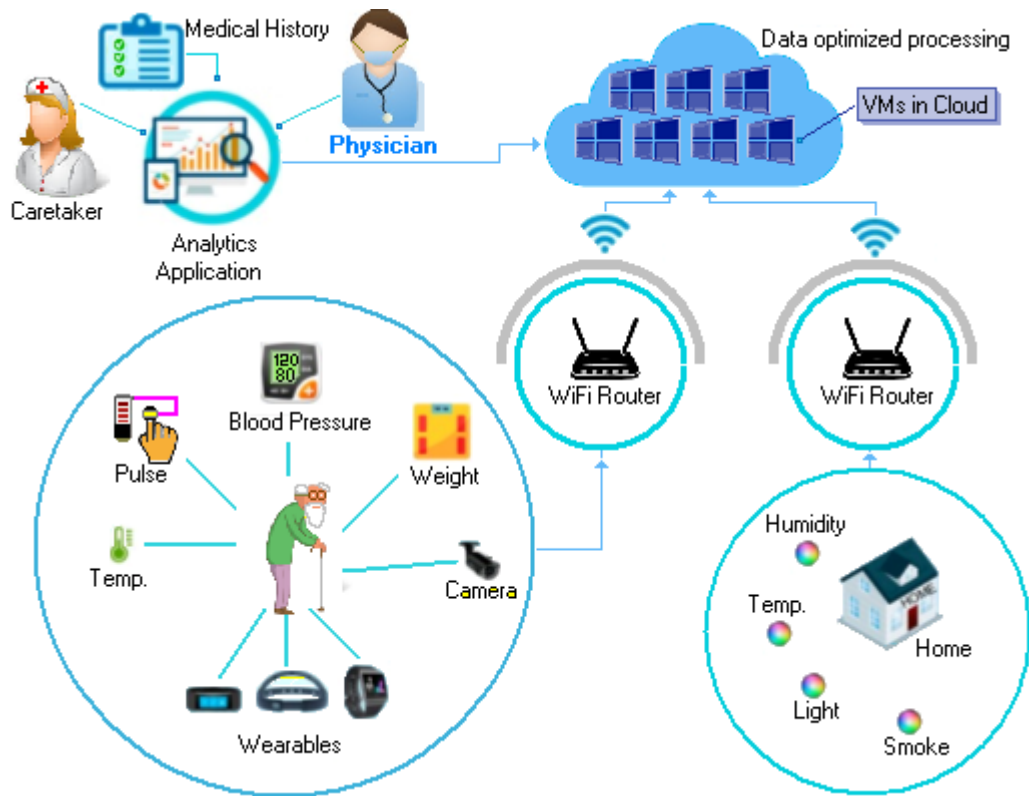 Medical History
Data optimized processing
VMs in Cloud
Physician
Caretaker
Analytics
Application
WiFi Router
WiFi Router
120
80
Blood Pressure
Pulse
Weight
Temp.
Camera
Wearables
Humidity
Temp.
HOME
Home
Light
Smoke